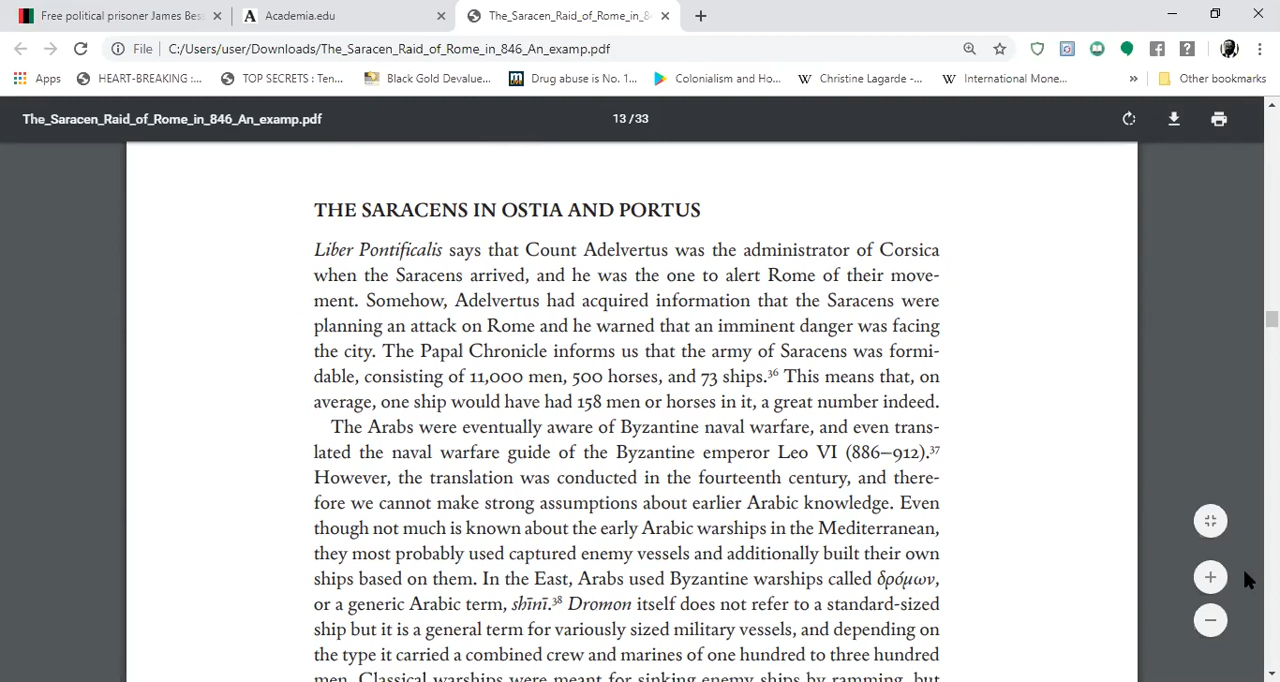 Free political prisoner James Bes
Academia.edu
The_Saracen_Raid_of_Rome_in_8
File
C:/Users/user/Downloads/The_Saracen_Raid_of_Rome_in_846_An_examp.pdf
Apps
HEART-BREAKING :...
TOP SECRETS : Ten...
Black Gold Devalue...
Drug abuse is No. 1...
Colonialism and Ho...
Christine Lagarde -...
International Mone...
»
Other bookmarks
The_Saracen_Raid_of_Rome_in_846_An_examp.pdf
13 / 33
THE SARACENS IN OSTIA AND PORTUS
Liber Pontificalis says that Count Adelvertus was the administrator of Corsica
when the Saracens arrived, and he was the one to alert Rome of their move-
ment. Somehow, Adelvertus had acquired information that the Saracens were
planning an attack on Rome and he warned that an imminent danger was facing
the city. The Papal Chronicle informs us that the army of Saracens was formi-
dable, consisting of 11,000 men, 500 horses, and 73 ships.³⁶ This means that, on
average, one ship would have had 158 men or horses in it, a great number indeed.
The Arabs were eventually aware of Byzantine naval warfare, and even trans-
lated the naval warfare guide of the Byzantine emperor Leo VI (886–912).³⁷
However, the translation was conducted in the fourteenth century, and there-
fore we cannot make strong assumptions about earlier Arabic knowledge. Even
though not much is known about the early Arabic warships in the Mediterranean,
they most probably used captured enemy vessels and additionally built their own
ships based on them. In the East, Arabs used Byzantine warships called δρόμων,
or a generic Arabic term, shīnī.³⁸ Dromon itself does not refer to a standard-sized
ship but it is a general term for variously sized military vessels, and depending on
the type it carried a combined crew and marines of one hundred to three hundred
men. Classical warships were meant for sinking enemy ships by ramming, but